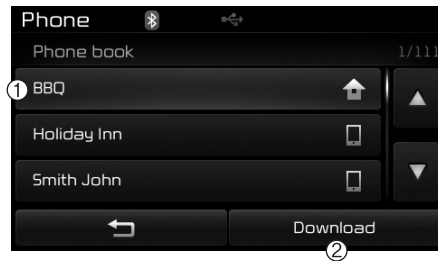 Phone
Phone book 1/111
① BBQ
Holiday Inn
Smith John
Download
②